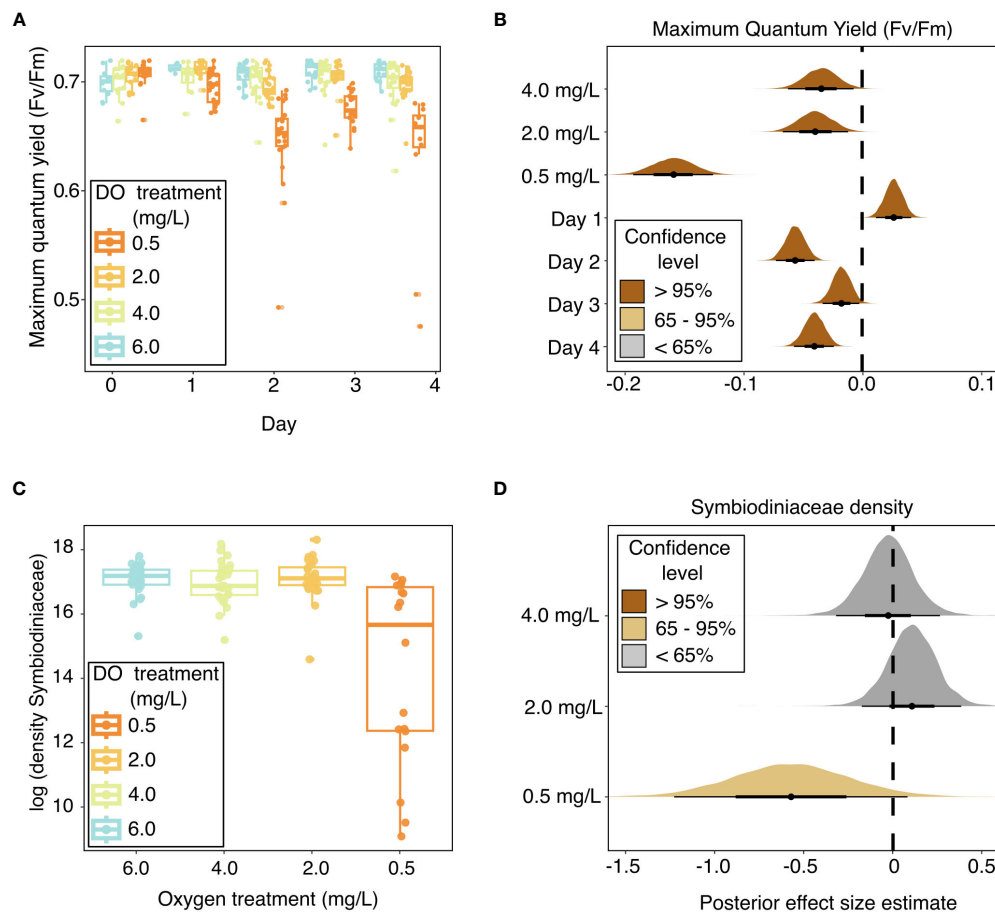 A
Maximum quantum yield (Fv/Fm)
0.7
0.6
0.5
DO treatment
(mg/L)
0.5
2.0
4.0
6.0
0 1 2 3 4
Day
B
Maximum Quantum Yield (Fv/Fm)
4.0 mg/L
2.0 mg/L
0.5 mg/L
Day 1
Day 2
Day 3
Day 4
Confidence
level
> 95%
65 - 95%
< 65%
-0.2 -0.1 0.0 0.1
C
log (density Symbiodiniaceae)
18
16
14
12
10
DO treatment
(mg/L)
0.5
2.0
4.0
6.0
6.0 4.0 2.0 0.5
Oxygen treatment (mg/L)
D
Symbiodiniaceae density
Confidence
level
> 95%
65 - 95%
< 65%
4.0 mg/L
2.0 mg/L
0.5 mg/L
-1.5 -1.0 -0.5 0 0.5
Posterior effect size estimate